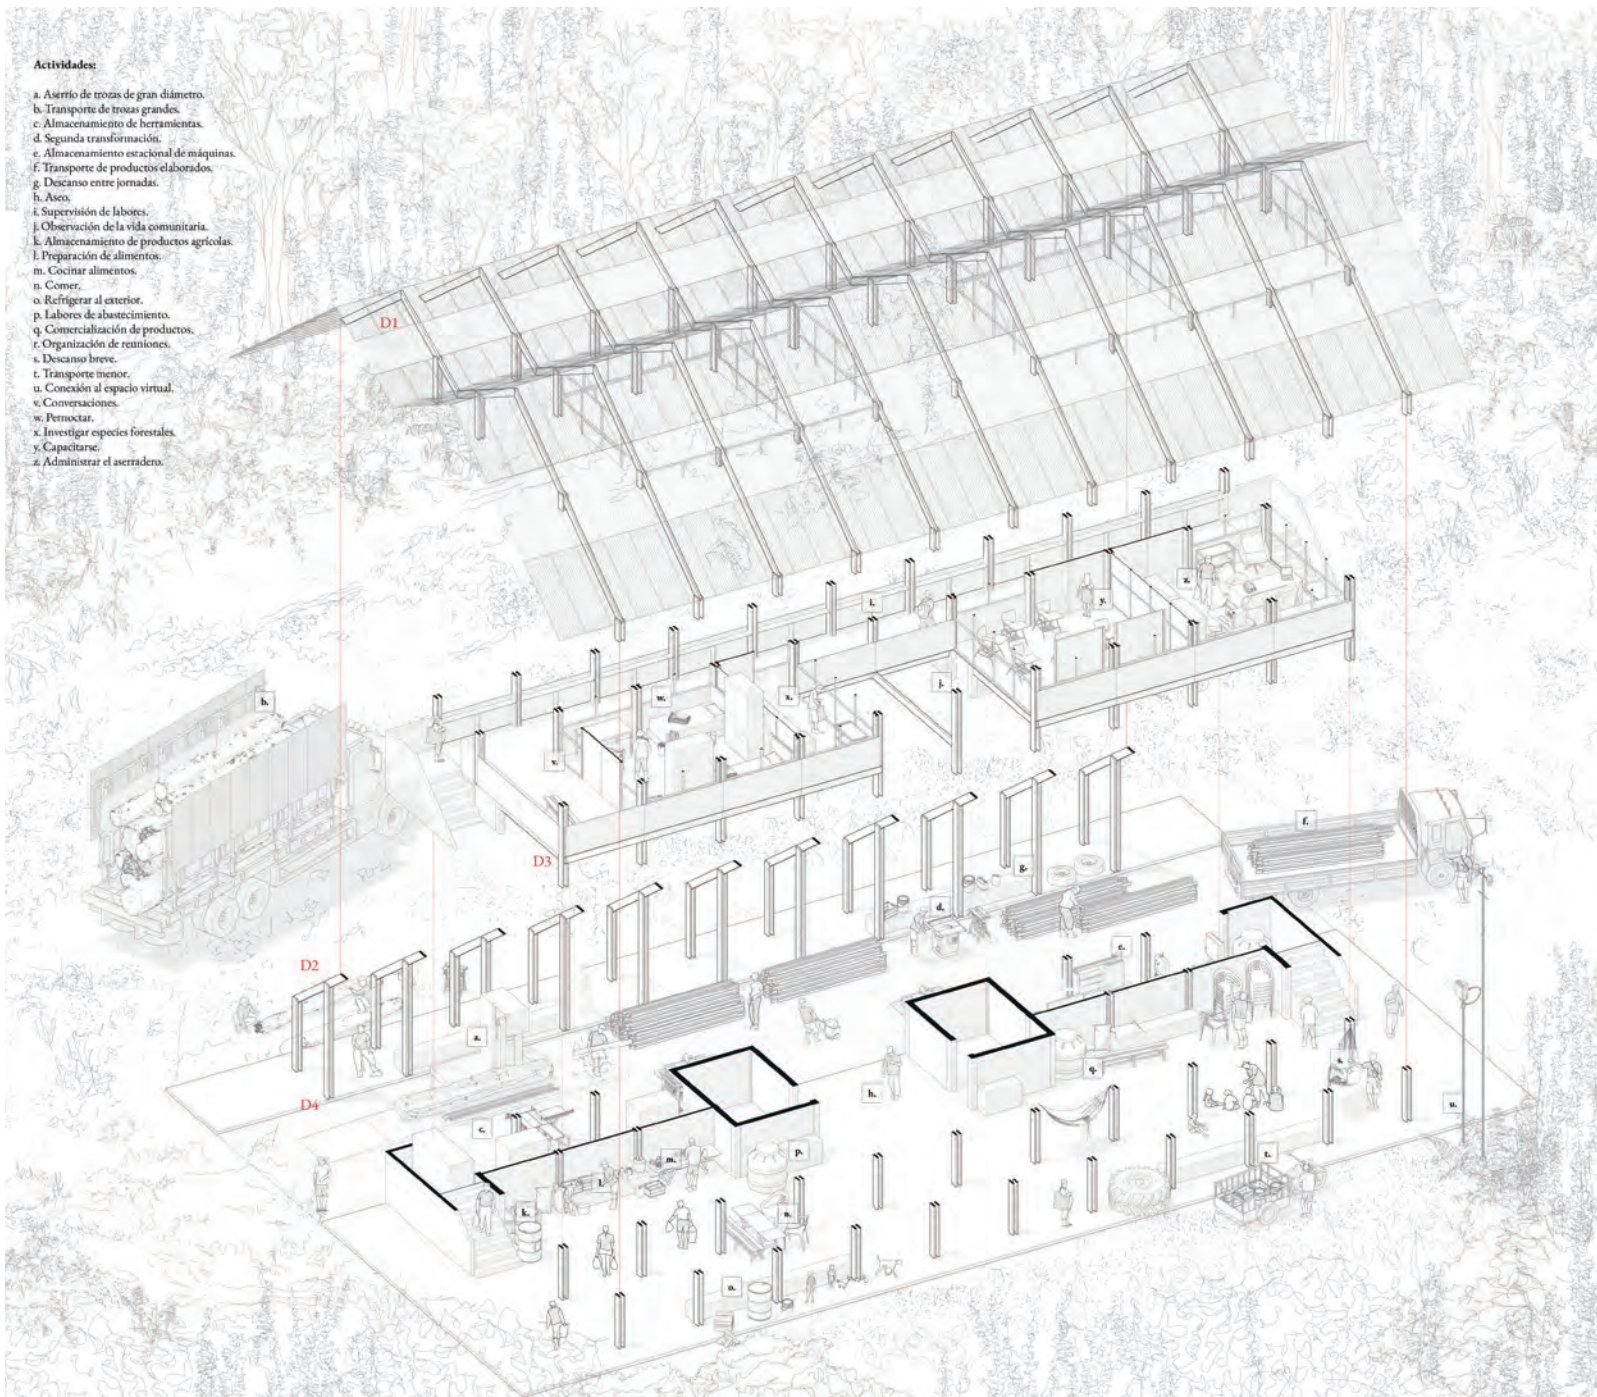 Actividades:
a. Aserrío de trozas de gran diámetro.
b. Transporte de trozas grandes.
c. Almacenamiento de herramientas.
d. Segunda transformación.
e. Almacenamiento estacional de máquinas.
f. Transporte de productos elaborados.
g. Descanso entre jornadas.
h. Aseo.
i. Supervisión de labores.
j. Observación de la vida comunitaria.
k. Almacenamiento de productos agrícolas.
l. Preparación de alimentos.
m. Cocinar alimentos.
n. Comer.
o. Refrigerar al exterior.
p. Labores de abastecimiento.
q. Comercialización de productos.
r. Organización de reuniones.
s. Descanso breve.
t. Transporte menor.
u. Conexión al espacio virtual.
v. Conversaciones.
w. Pernoctar.
x. Investigar especies forestales.
y. Capacitarse.
z. Administrar el aserradero.
D1
z.
i.
y.
j.
w.
x.
b.
v.
f.
D3
g.
d.
D2
e.
a.
q.
s.
h.
D4
u.
c.
p.
t.
m.
l.
k.
n.
o.